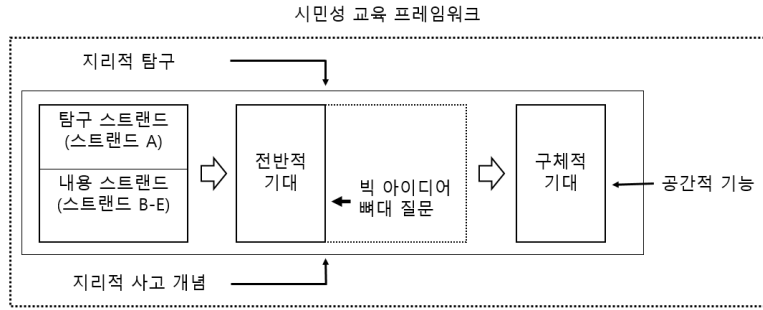 시민성 교육 프레임워크
지리적 탐구
탐구 스트랜드
(스트랜드 A)
내용 스트랜드
(스트랜드 B-E)
전반적
기대
빅 아이디어
뼈대 질문
구체적
기대
공간적 기능
지리적 사고 개념